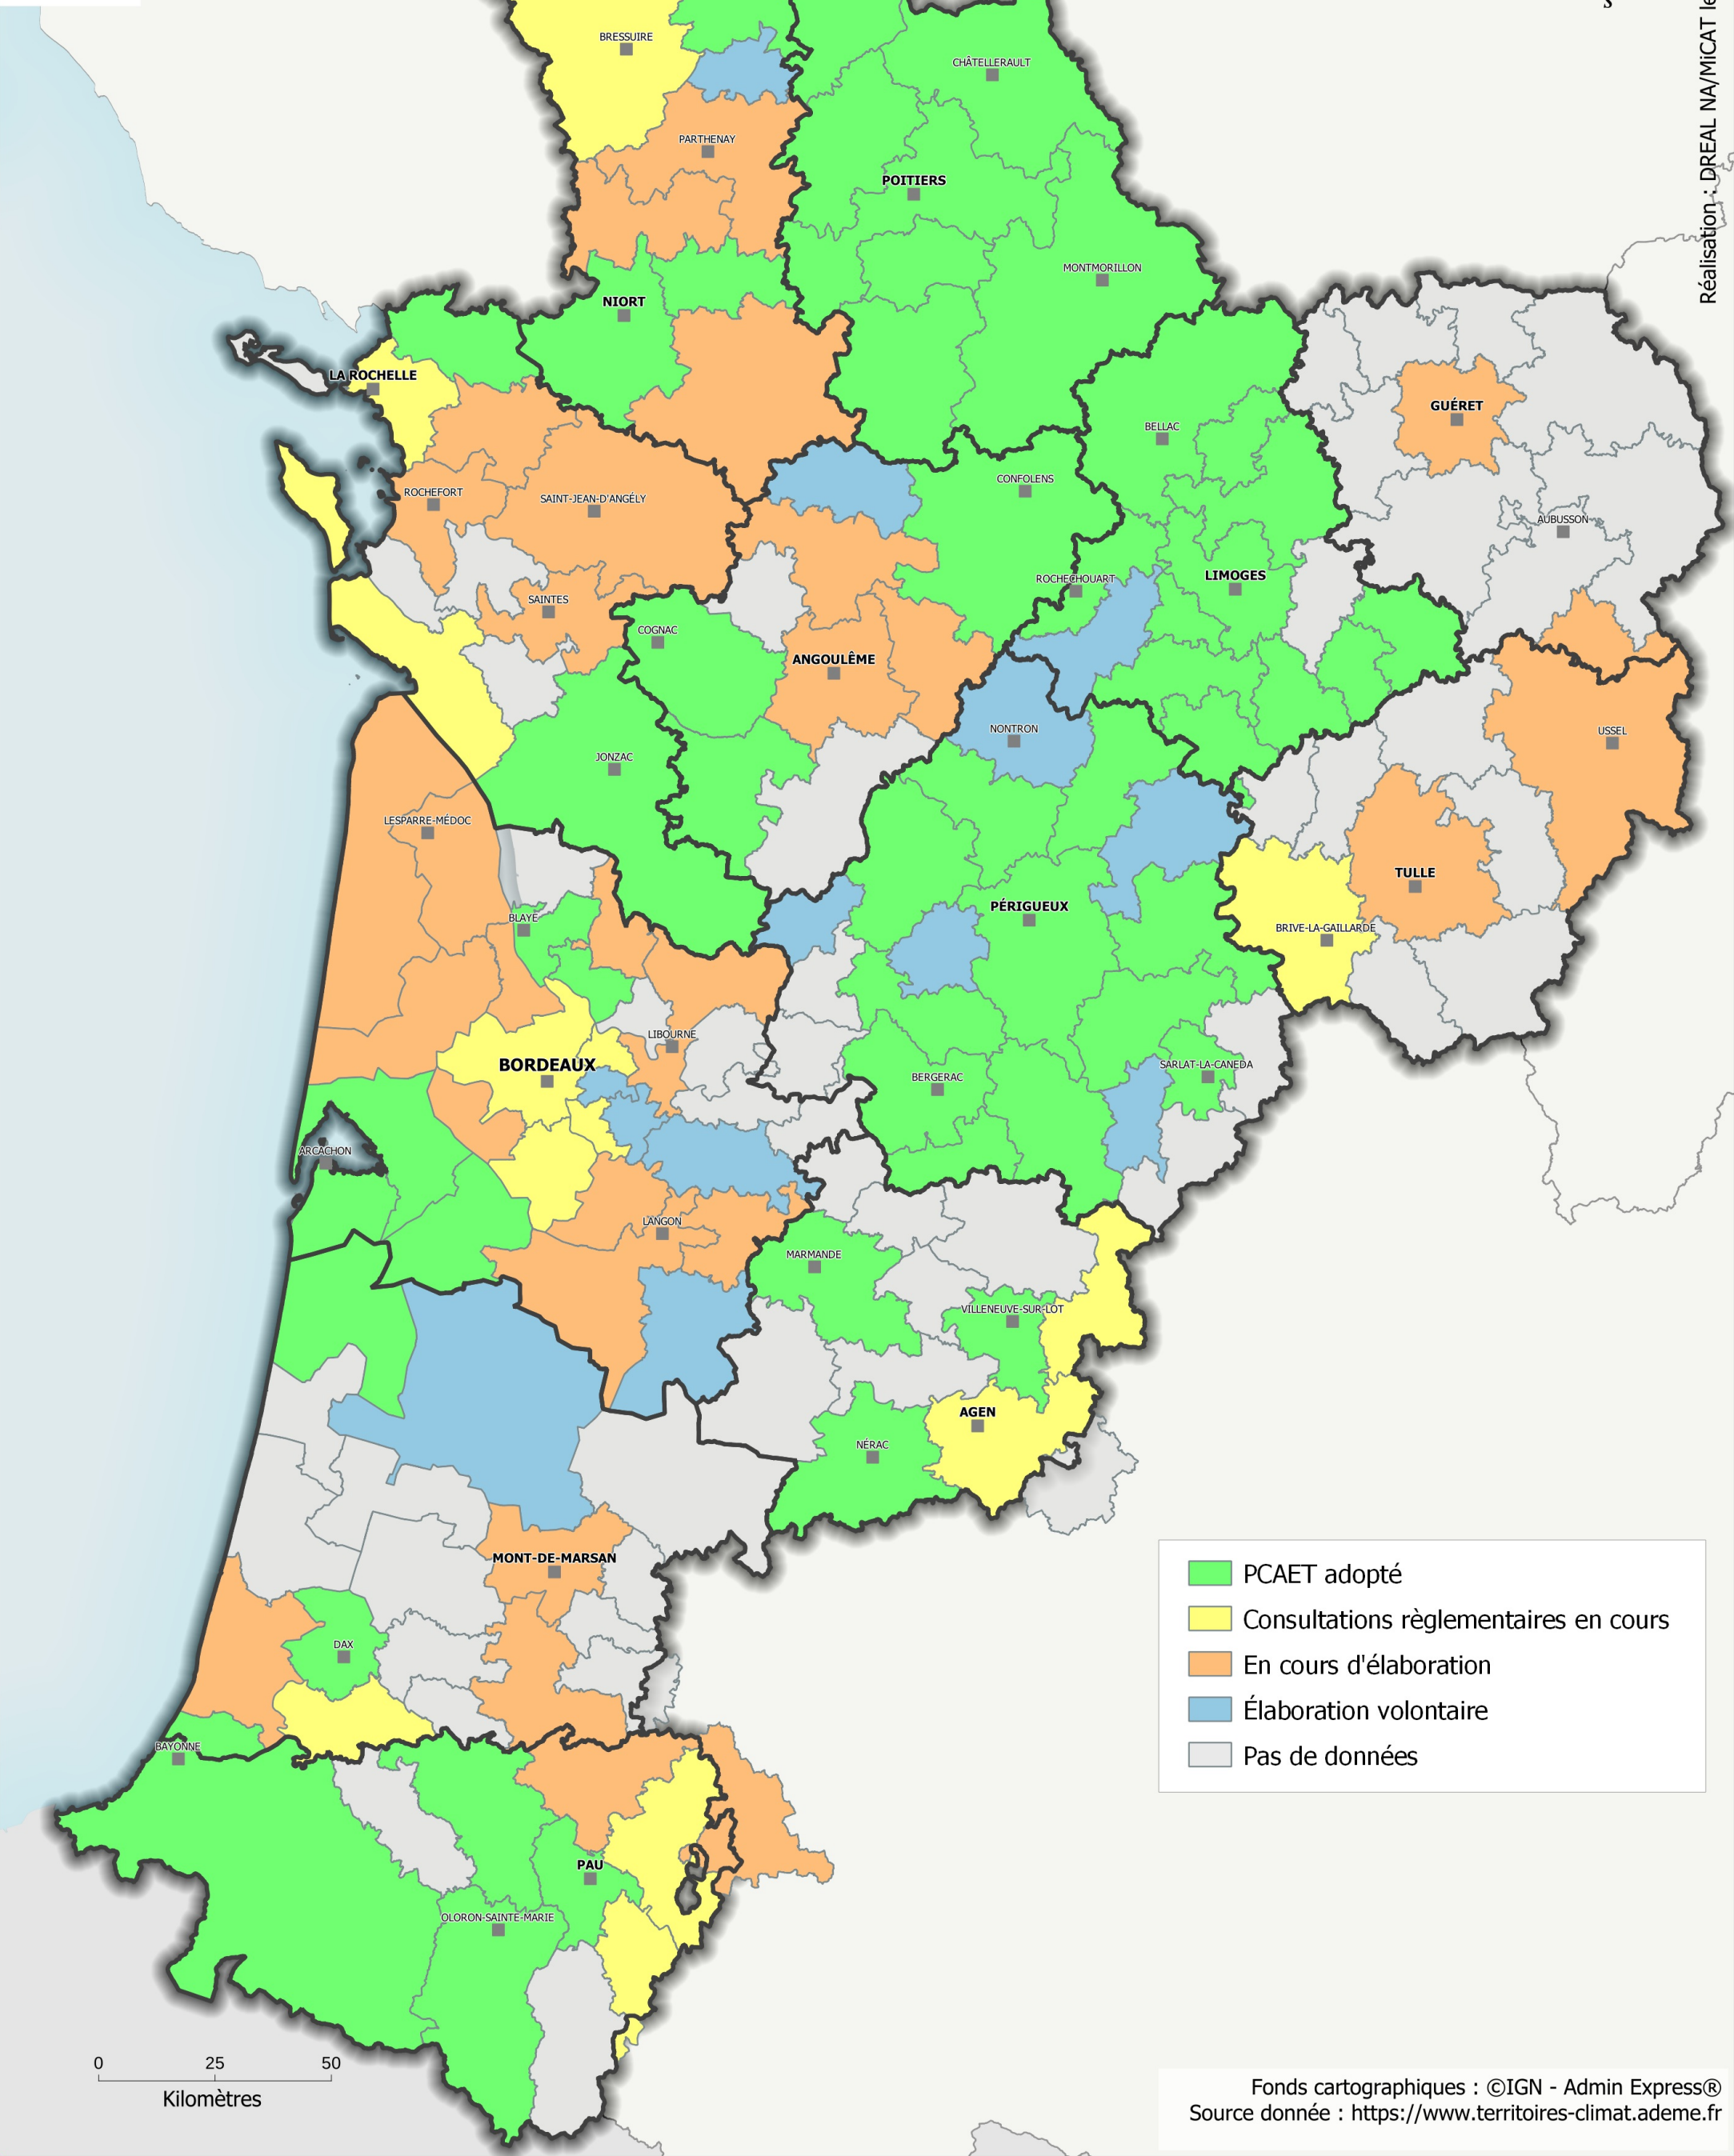 s
Réalisation : DREAL NA/MiCAT le
BRESSUIRE
CHÂTELLERAULT
PARTHENAY
POITIERS
MONTMORILLON
NIORT
LA ROCHELLE
GUÉRET
BELLAC
CONFOLENS
ROCHEFORT
SAINT-JEAN-D'ANGÉLY
AUBUSSON
ROCHECHOUART
LIMOGES
SAINTES
COGNAC
ANGOULÊME
NONTRON
USSEL
JONZAC
LESPARRE-MÉDOC
TULLE
PÉRIGUEUX
BLAYE
BRIVE-LA-GAILLARDE
LIBOURNE
BORDEAUX
SARLAT-LA-CANEDA
BERGERAC
ARCACHON
LANGON
MARMANDE
VILLENEUVE-SUR-LOT
AGEN
NÉRAC
MONT-DE-MARSAN
PCAET adopté
Consultations règlementaires en cours
DAX
En cours d'élaboration
Élaboration volontaire
BAYONNE
Pas de données
PAU
OLORON-SAINTE-MARIE
0 25 50
Kilomètres
Fonds cartographiques : ©IGN - Admin Express®
Source donnée : https://www.territoires-climat.ademe.fr